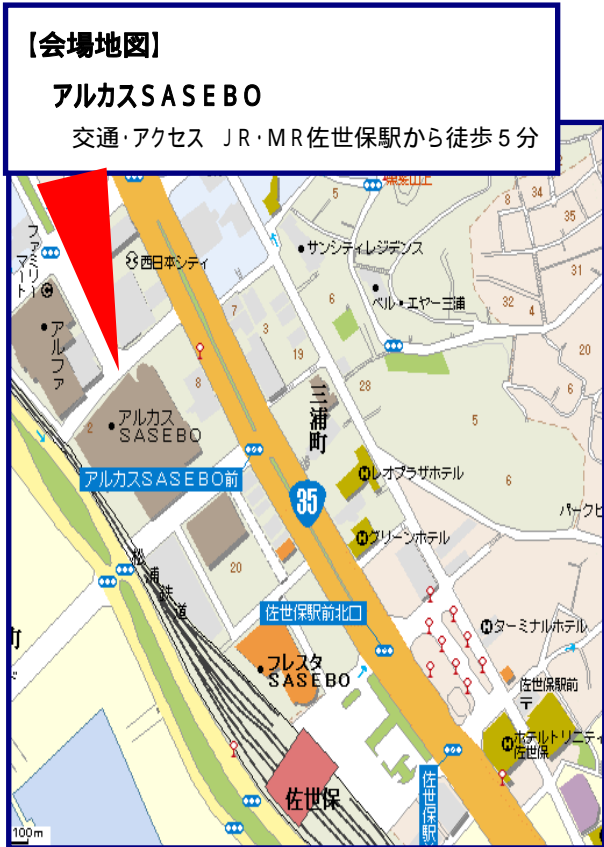 【会場地図】
アルカスSASEBO
交通･アクセス JR･MR佐世保駅から徒歩5分
ファミリー
マート
西日本シティ
サンシティレジデンス
ベル・エヤー三浦
アルファ
アルカス
SASEBO
アルカスSASEBO前
三浦町
35
レオプラザホテル
グリーンホテル
パークヒ
松浦鉄道
佐世保駅前北口
フレスタ
SASEBO
ターミナルホテル
佐世保駅前
ホテルトリニティ
佐世保
佐世保
佐世保駅
町
5
8
34
35
31
32
4
20
6
6
7
3
19
8
28
5
6
2
20
100m